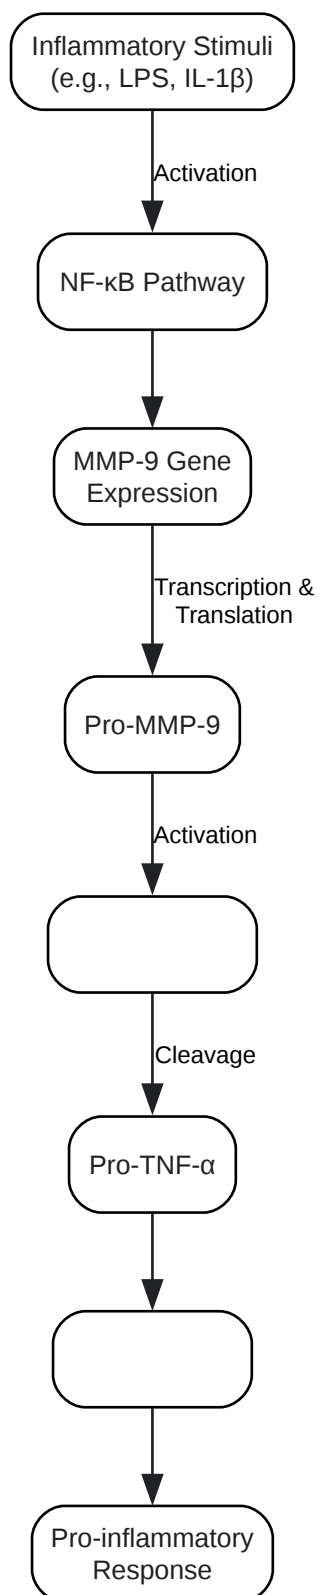 Inflammatory Stimuli
(e.g., LPS, IL-1β)
Activation
NF-κB Pathway
MMP-9 Gene
Expression
Transcription &
Translation
Pro-MMP-9
Activation
Cleavage
Pro-TNF-α
Pro-inflammatory
Response